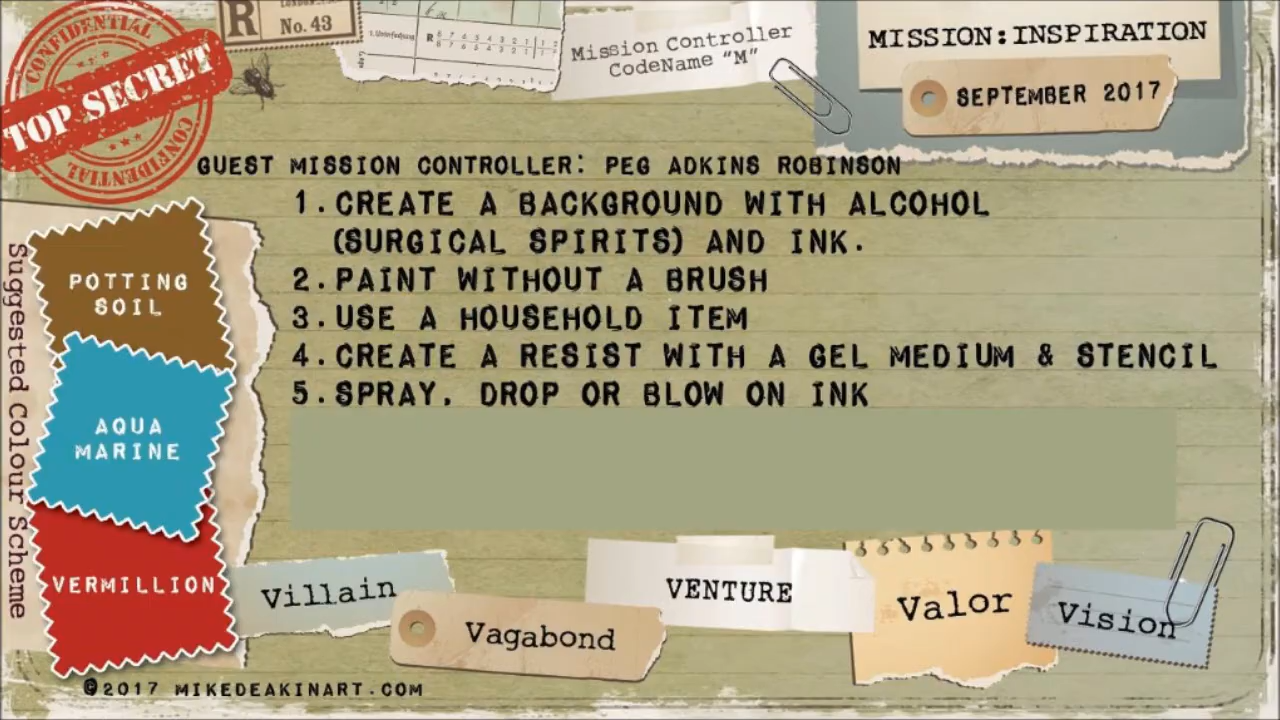 CONFIDENTIAL
TOP SECRET
CONFIDENTIAL
R
No. 43
Mission Controller
CodeName "M"
MISSION:INSPIRATION
SEPTEMBER 2017
GUEST MISSION CONTROLLER: PEG ADKINS ROBINSON
1. CREATE A BACKGROUND WITH ALCOHOL
(SURGICAL SPIRITS) AND INK.
2. PAINT WITHOUT A BRUSH
3. USE A HOUSEHOLD ITEM
4. CREATE A RESIST WITH A GEL MEDIUM & STENCIL
5. SPRAY, DROP OR BLOW ON INK
Suggested Colour Scheme
POTTING
SOIL
AQUA
MARINE
VERMILLION
Villain
Vagabond
VENTURE
Valor
Vision
©2017 MIKEDEAKINART.COM